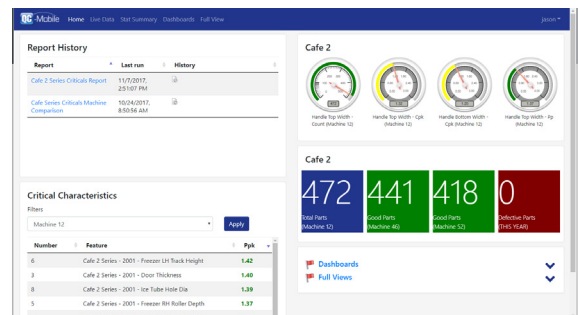 QC-Mobile Home Live Data Stat Summary Dashboards Full View jason
Report History
Report Last run History
Cafe 2 Series Criticals Report 11/7/2017,
2:51:07 PM
Cafe Series Criticals Machine 10/24/2017,
Comparison 8:50:56 AM
Critical Characteristics
Filters
Machine 12 Apply
Number Feature Ppk
6 Cafe 2 Series - 2001 - Freezer LH Track Height 1.42
3 Cafe 2 Series - 2001 - Door Thickness 1.40
8 Cafe 2 Series - 2001 - Ice Tube Hole Dia 1.39
5 Cafe 2 Series - 2001 - Freezer RH Roller Depth 1.37
Cafe 2
Handle Top Width - Handle Top Width - Cpk Handle Bottom Width - Handle Top Width - Pp
Count (Machine 12) (Machine 12) Cpk (Machine 12) (Machine 12)
Cafe 2
472 441 418 0
Total Parts Good Parts Good Parts Defective Parts
(Machine 12) (Machine 46) (Machine 52) (THIS YEAR)
Dashboards
Full Views